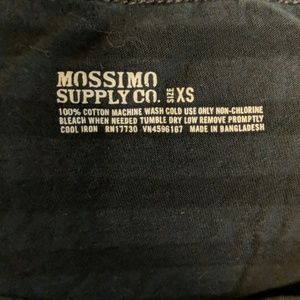 MOSSIMO
SUPPLY CO. SIZE XS
100% COTTON MACHINE WASH COLD USE ONLY NON-CHLORINE
BLEACH WHEN NEEDED TUMBLE DRY LOW REMOVE PROMPTLY
COOL IRON RN17730 VN4596167 MADE IN BANGLADESH